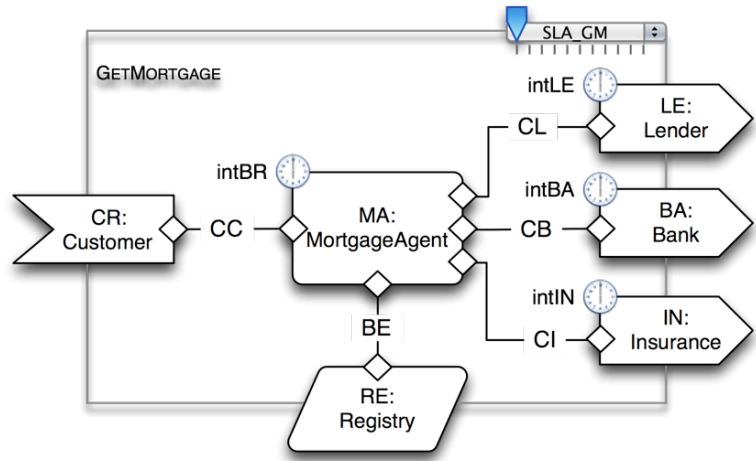 SLA_GM
GETMORTGAGE
intLE
LE:
Lender
CL
intBR
intBA
MA:
MortgageAgent
BA:
Bank
CR:
Customer
CC
CB
intIN
IN:
Insurance
BE
CI
RE:
Registry